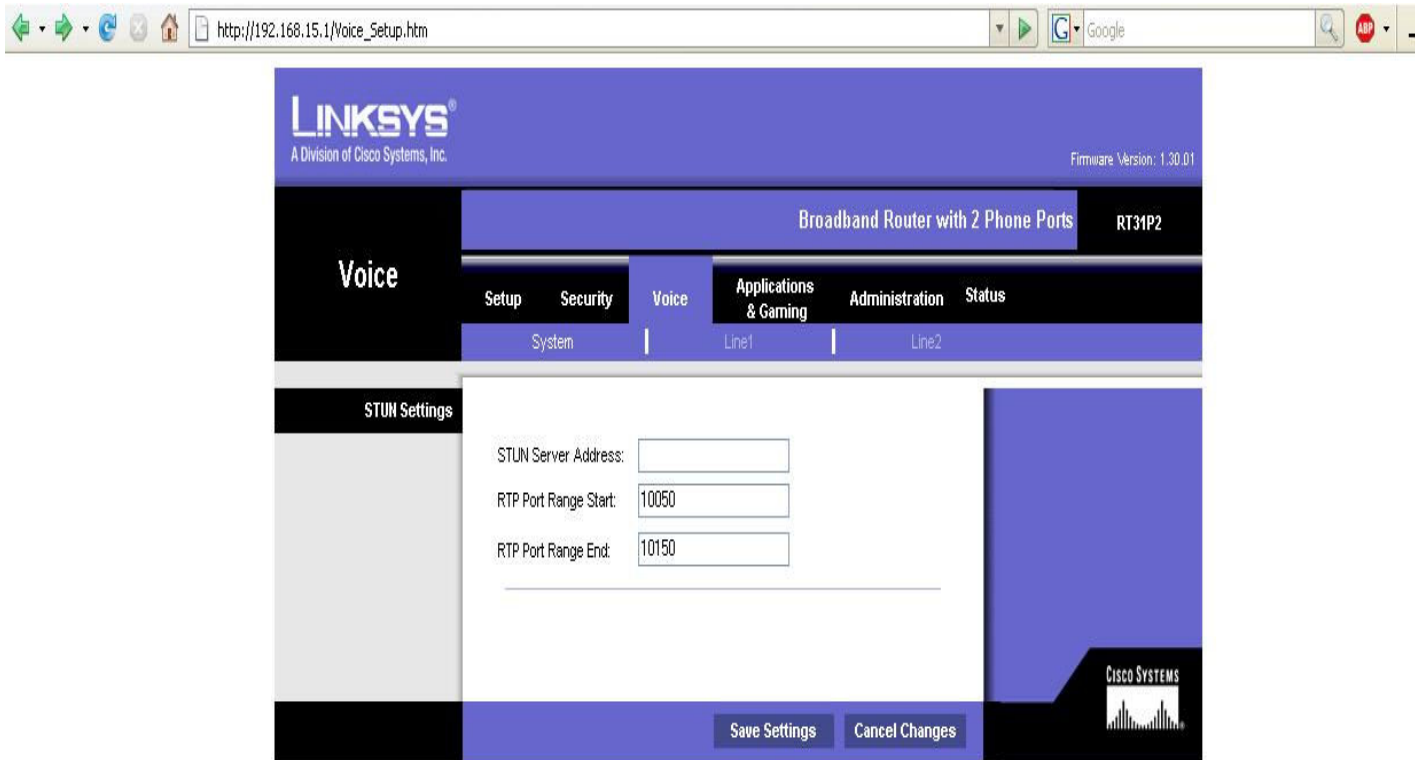 http://192.168.15.1/Voice_Setup.htm
G Google
ABP
LINKSYS®
A Division of Cisco Systems, Inc.
Firmware Version: 1.30.01
Broadband Router with 2 Phone Ports
RT31P2
Voice
Setup
Security
Voice
Applications
& Gaming
Administration
Status
System
Line1
Line2
STUN Settings
STUN Server Address:
RTP Port Range Start: 10050
RTP Port Range End: 10150
CISCO SYSTEMS
Save Settings
Cancel Changes